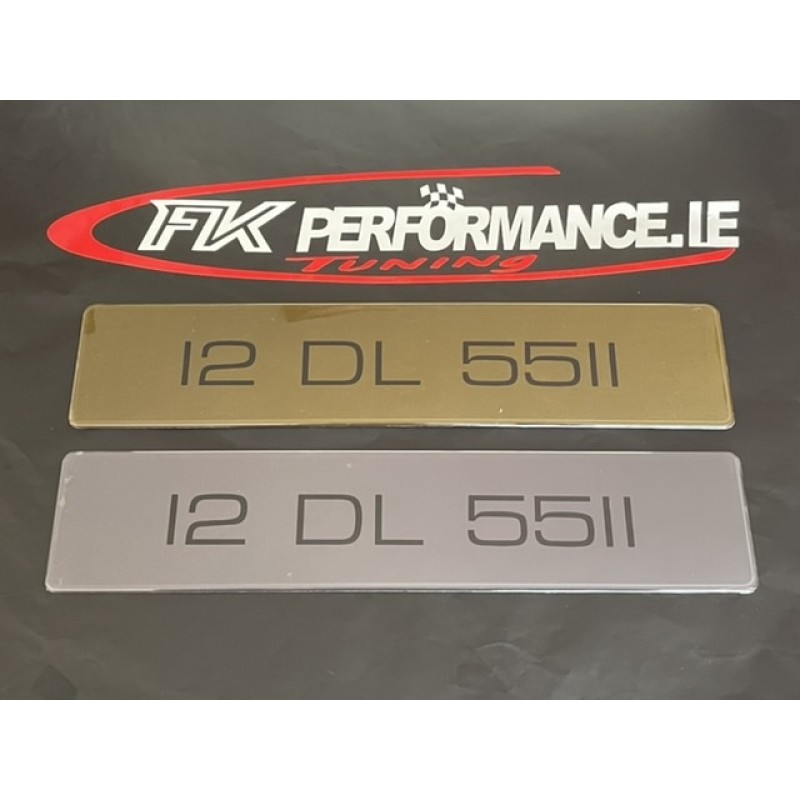 FK PERFORMANCE.IE
TUNING
12 DL 5511
12 DL 5511